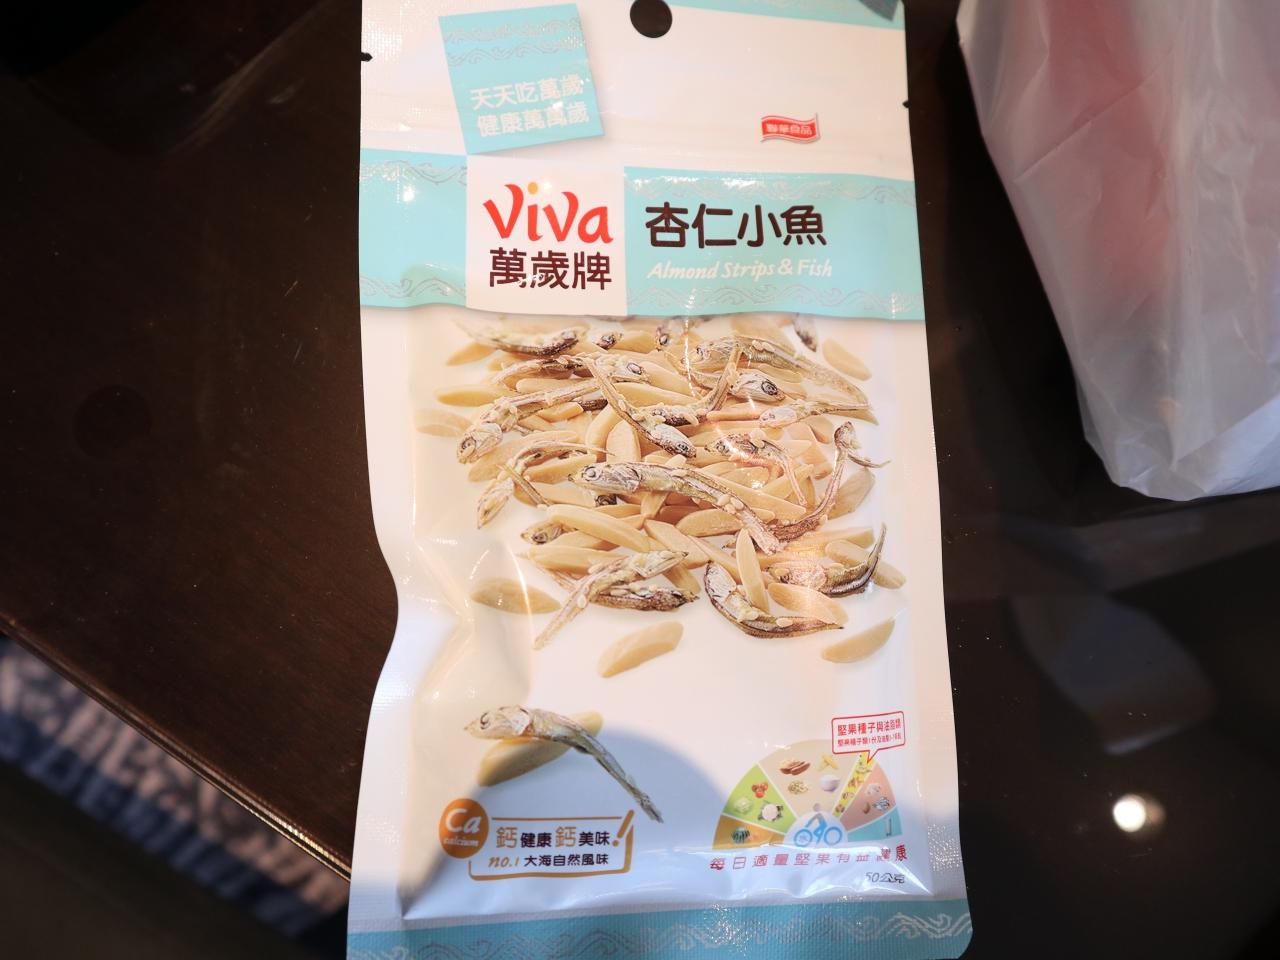 天天吃萬歲
健康萬萬歲
聯華食品
Viva
萬歲牌
杏仁小魚
Almond Strips & Fish
堅果種子與油脂類
Ca
calcium
鈣健康鈣美味!
no.1 大海自然風味
每日適量堅果有益健康
50公克